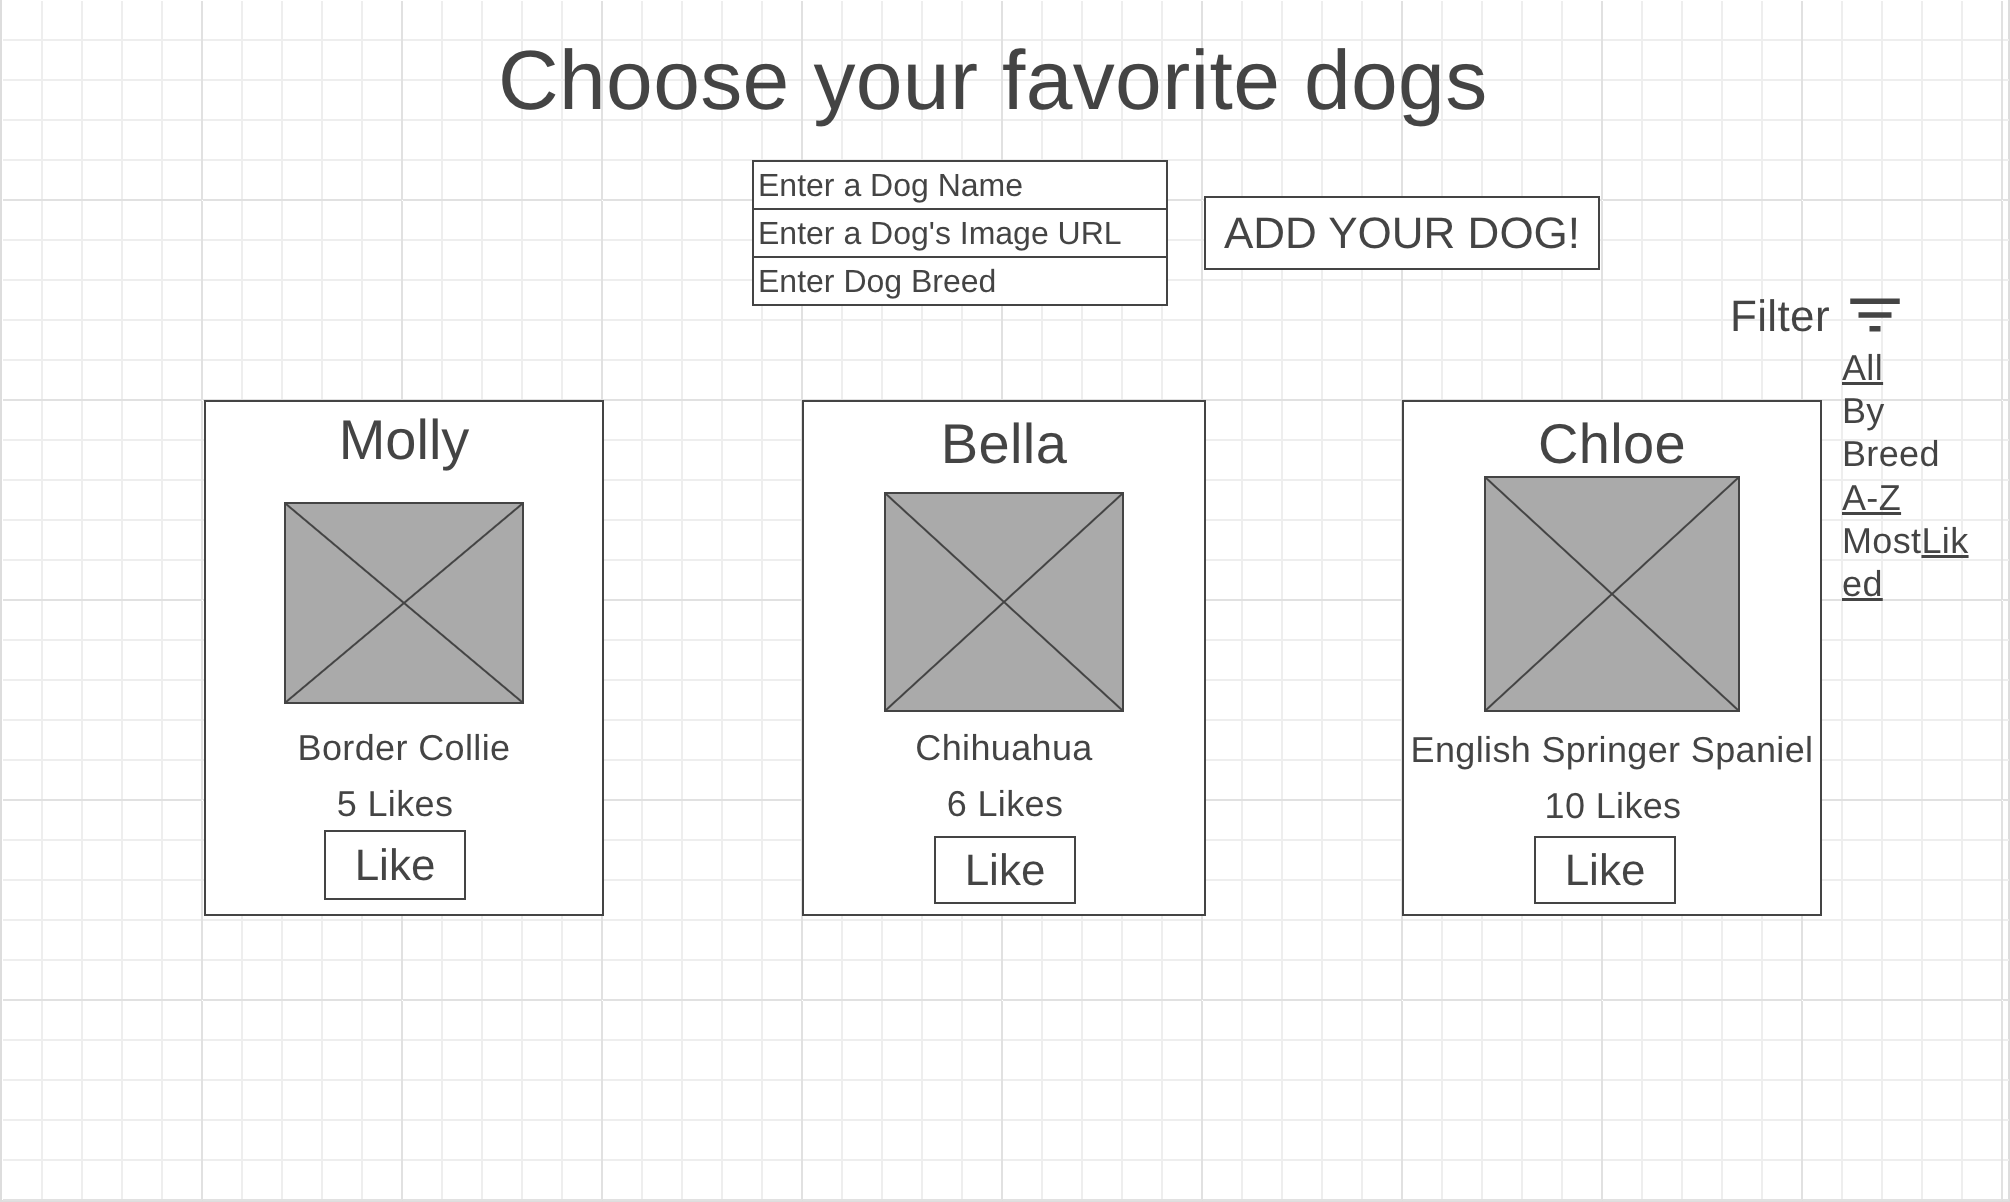 Choose your favorite dogs
Enter a Dog Name
Enter a Dog's Image URL
Enter Dog Breed
ADD YOUR DOG!
Filter
All
By
Breed
A-Z
MostLik
ed
Molly
Border Collie
5 Likes
Like
Bella
Chihuahua
6 Likes
Like
Chloe
English Springer Spaniel
10 Likes
Like